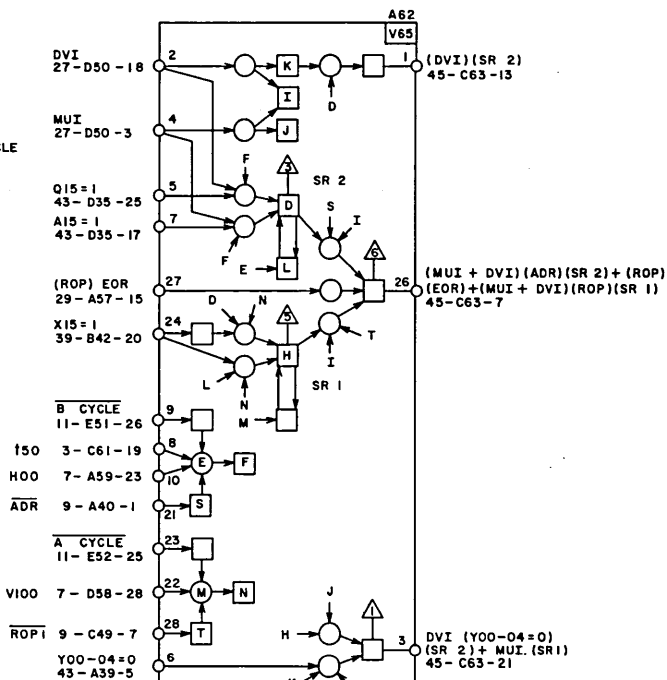 A62
V65
DVI
27-D50-18
2
K
D
1
(DVI)(SR 2)
45-C63-13
I
MUI
27-D50-3
4
J
CLE
F
3
SR 2
Q15=1
43-D35-25
5
D
S
I
A15=1
43-D35-17
7
F
E
L
6
(ROP) EOR
29-A57-15
27
26
(MUI + DVI)(ADR)(SR 2)+(ROP)
(EOR)+(MUI + DVI)(ROP)(SR 1)
45-C63-7
D
N
5
X15=1
39-B42-20
24
H
T
I
L
N
SR 1
M
B CYCLE
11-E51-26
9
t50 3-C61-19
8
E
F
H00 7-A59-23
10
ADR 9-A40-1
21
S
A CYCLE
11-E52-25
23
V100 7-D58-28
22
M
N
J
1
ROP1 9-C49-7
28
T
H
3
DVI (Y00-04=0)
(SR 2)+ MUI.(SR1)
45-C63-21
Y00-04=0
43-A39-5
6